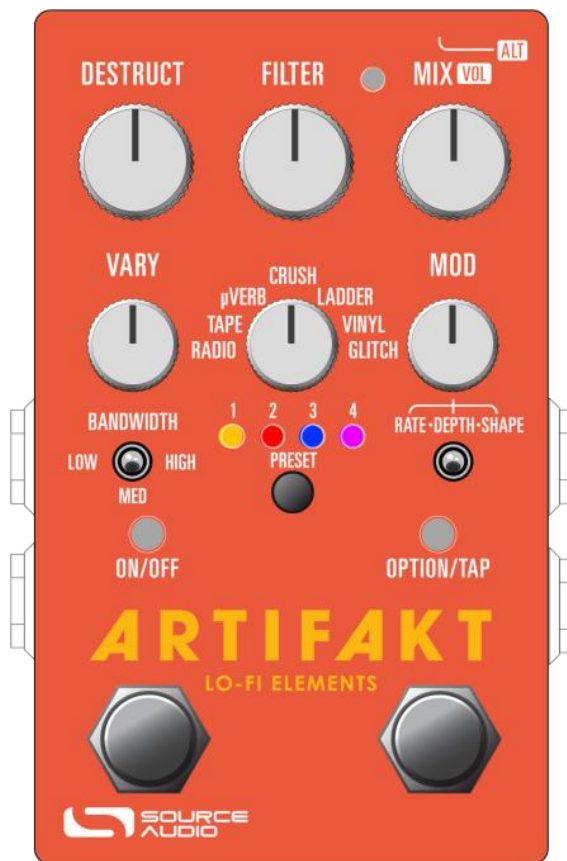 ALT
DESTRUCT FILTER MIX VOL
VARY MOD
CRUSH
µVERB LADDER
TAPE VINYL
RADIO GLITCH
1 2 3 4
BANDWIDTH RATE•DEPTH•SHAPE
LOW HIGH
PRESET
MED
ON/OFF OPTION/TAP
ARTIFAKT
LO-FI ELEMENTS
SOURCE
AUDIO